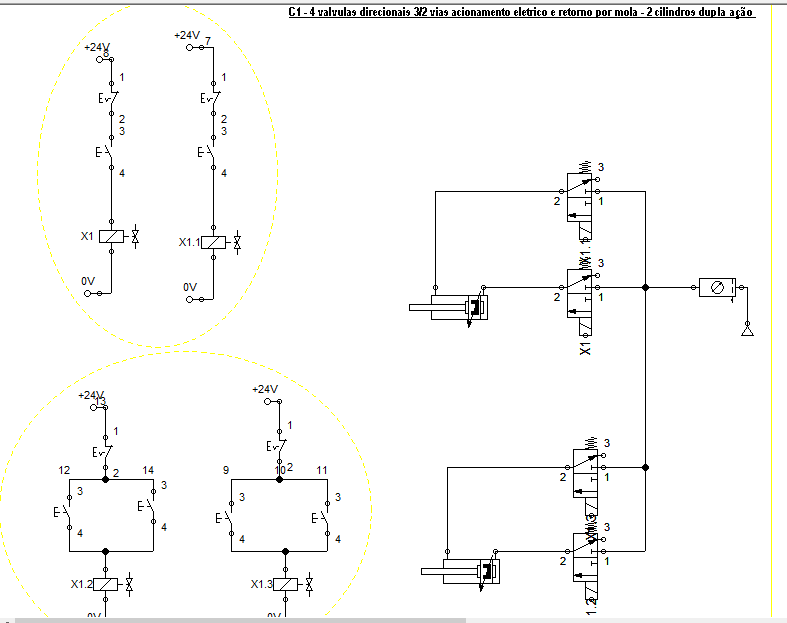 C1 - 4 valvulas direcionais 3/2 vias acionamento eletrico e retorno por mola - 2 cilindros dupla ação
+24V
8
1
2
3
4
X1
0V
+24V
7
1
2
3
4
X1.1
0V
3
2
1
X1.1
3
2
1
X1
+24V
13
1
2
12
14
3
4
3
4
X1.2
0V
+24V
1
2
9
10
11
3
4
3
4
X1.3
0V
3
2
1
3
2
1
1.2